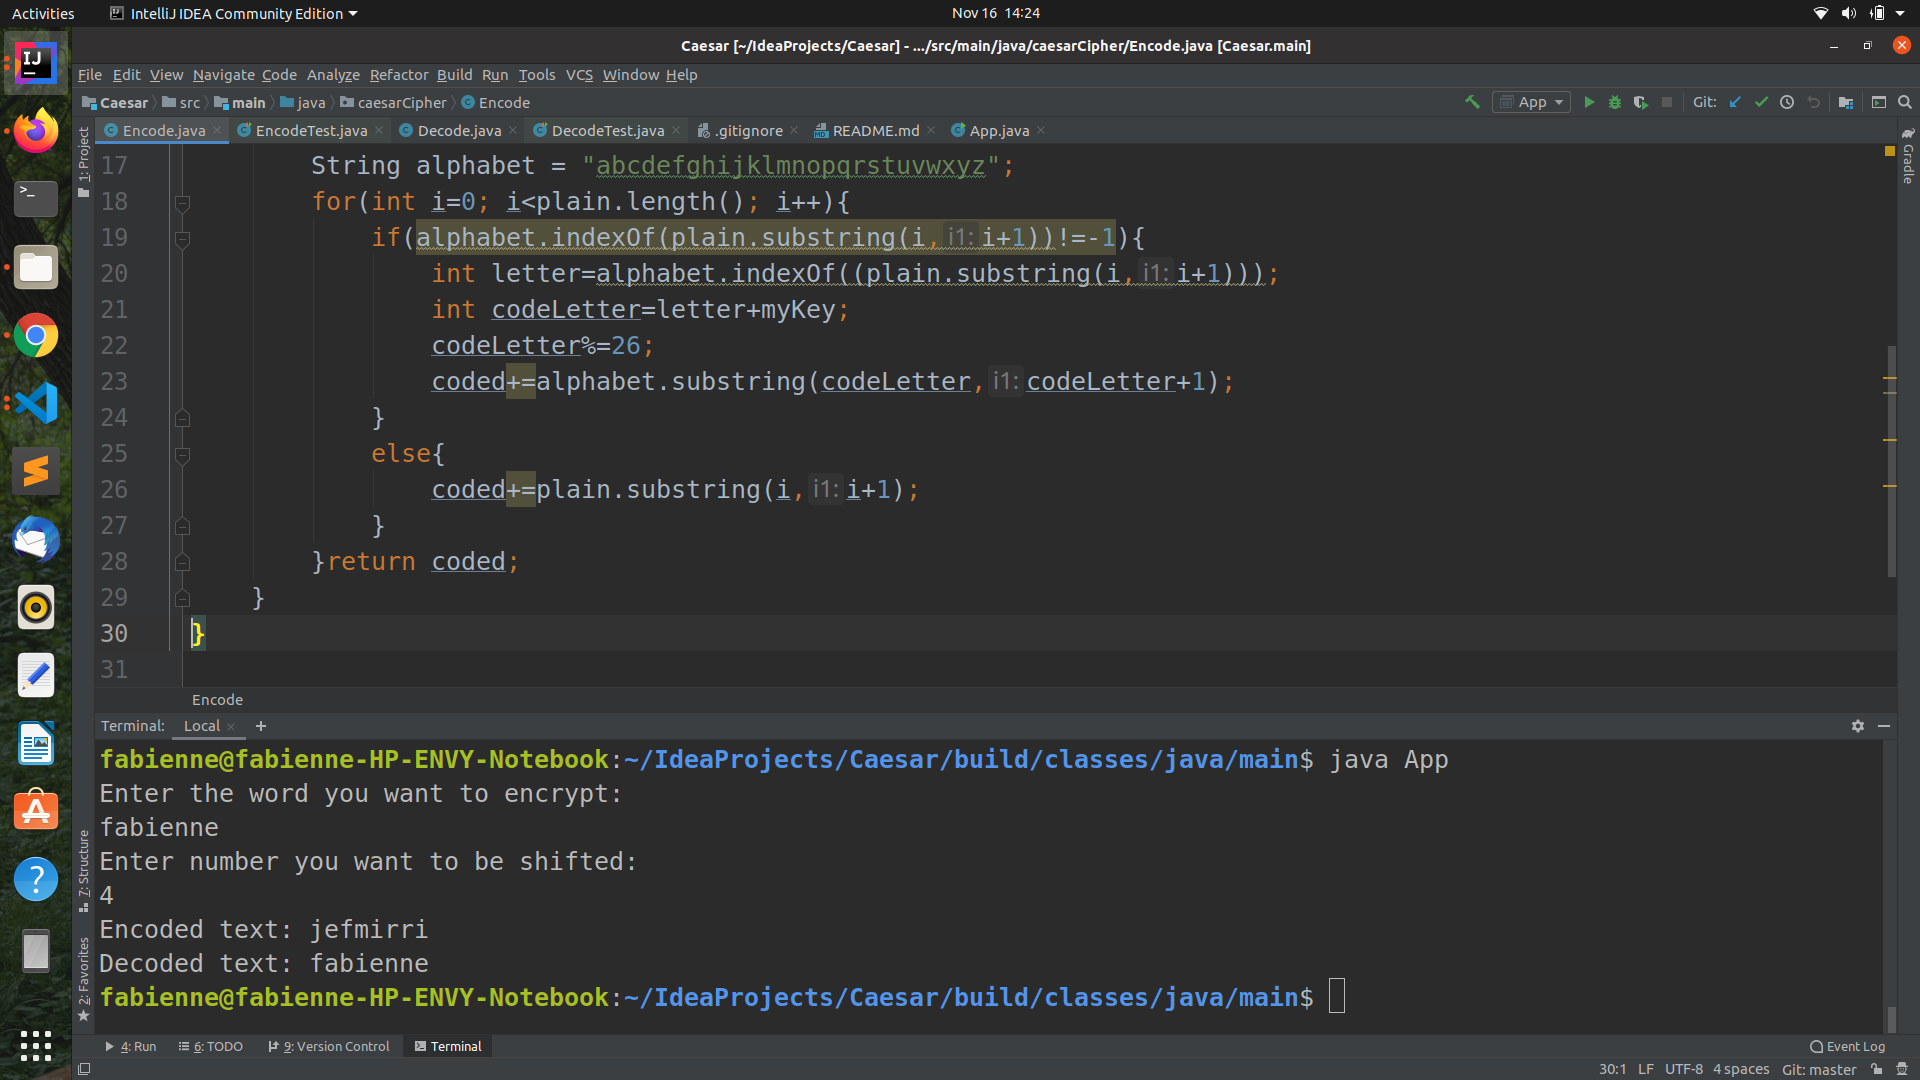 Activities IntelliJ IDEA Community Edition Nov 16 14:24
Caesar [~/IdeaProjects/Caesar] - .../src/main/java/caesarCipher/Encode.java [Caesar.main]
File Edit View Navigate Code Analyze Refactor Build Run Tools VCS Window Help
Caesar src main java caesarCipher Encode App Git:
Encode.java EncodeTest.java Decode.java DecodeTest.java .gitignore README.md App.java
1: Project
Gradle
17 String alphabet = "abcdefghijklmnopqrstuvwxyz";
18 for(int i=0; i<plain.length(); i++){
19 if(alphabet.indexOf(plain.substring(i, i1: i+1))!=-1){
20 int letter=alphabet.indexOf((plain.substring(i, i1: i+1)));
21 int codeLetter=letter+myKey;
22 codeLetter%=26;
23 coded+=alphabet.substring(codeLetter, i1: codeLetter+1);
24 }
25 else{
26 coded+=plain.substring(i, i1: i+1);
27 }
28 }return coded;
29 }
30 }
31
Encode
Terminal: Local +
fabienne@fabienne-HP-ENVY-Notebook:~/IdeaProjects/Caesar/build/classes/java/main$ java App
Enter the word you want to encrypt:
fabienne
Enter number you want to be shifted:
4
Encoded text: jefmirri
Decoded text: fabienne
fabienne@fabienne-HP-ENVY-Notebook:~/IdeaProjects/Caesar/build/classes/java/main$
7: Structure
2: Favorites
4: Run 6: TODO 9: Version Control Terminal Event Log
30:1 LF UTF-8 4 spaces Git: master